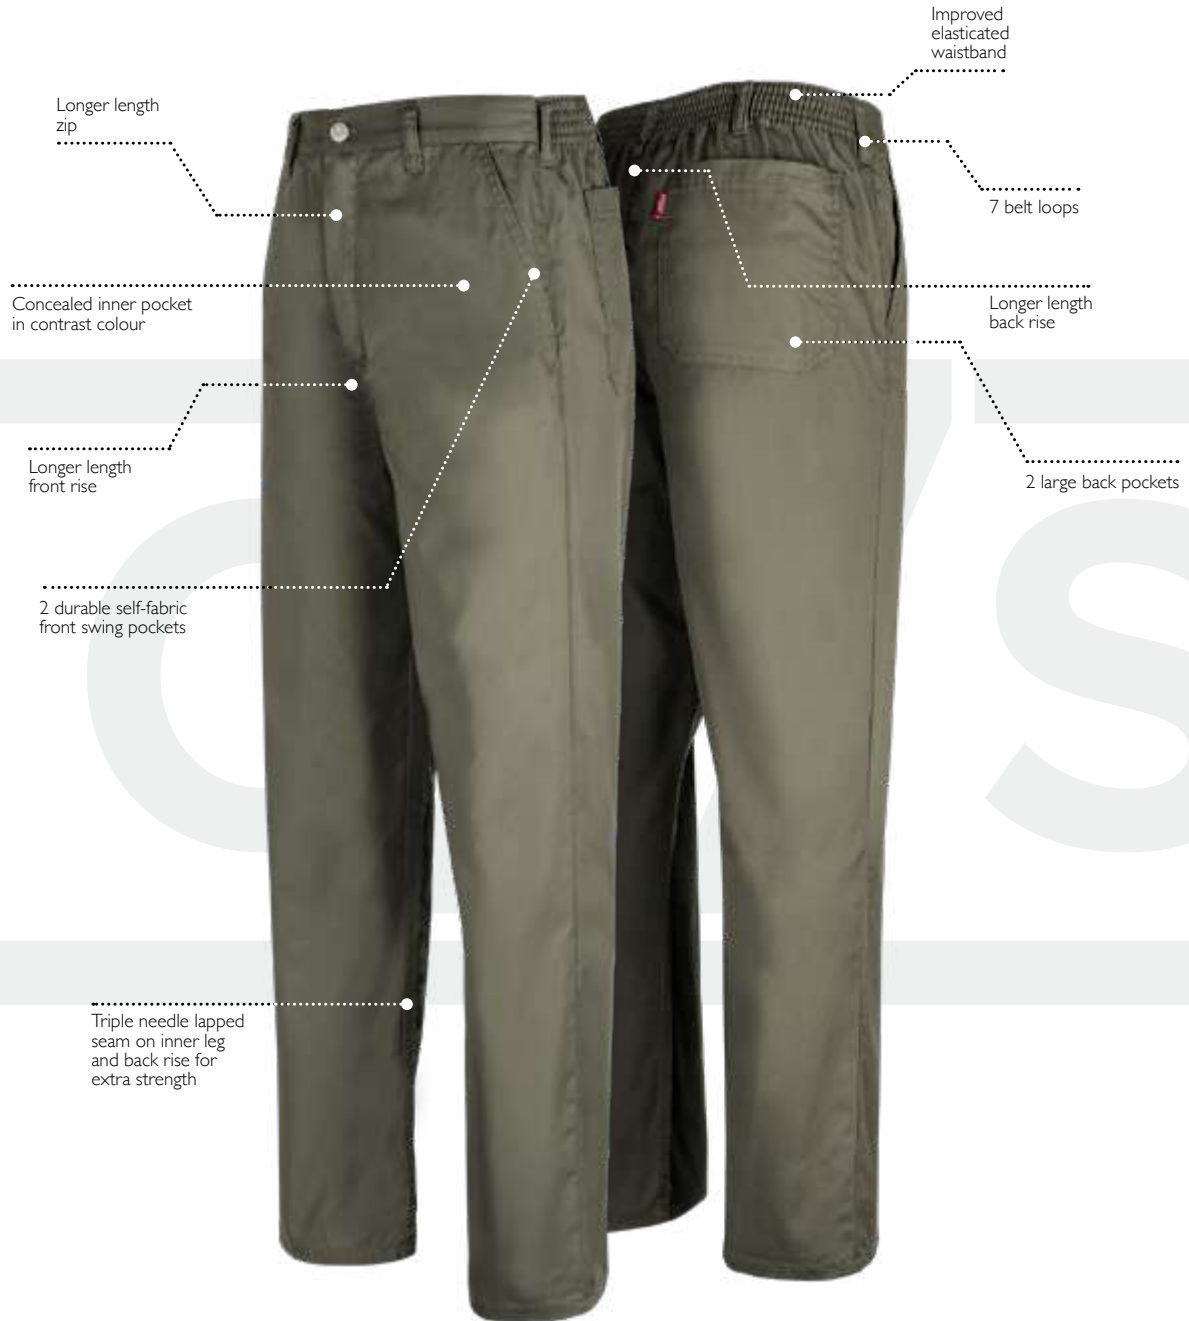 Improved
elasticated
waistband
Longer length
zip
7 belt loops
Concealed inner pocket
in contrast colour
Longer length
back rise
Longer length
front rise
2 large back pockets
2 durable self-fabric
front swing pockets
Triple needle lapped
seam on inner leg
and back rise for
extra strength